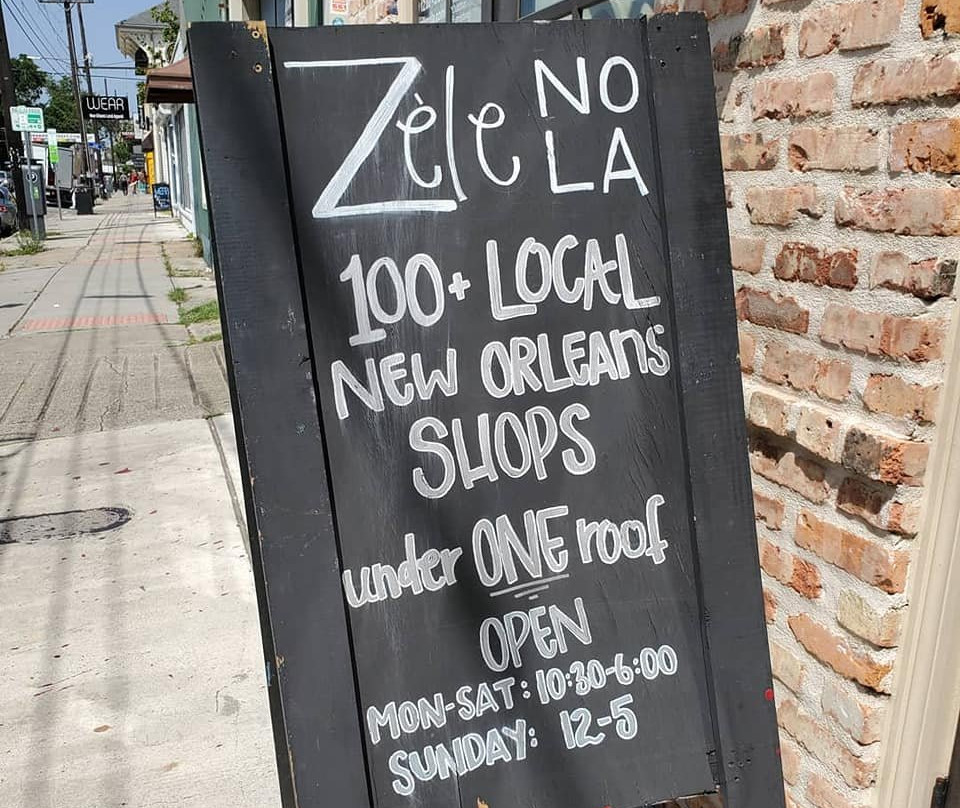 Zèle NO
LA
100+ LOCAL
NEW ORLEANS
SHOPS
under ONE roof
OPEN
MON-SAT: 10:30-6:00
SUNDAY: 12-5
WEAR